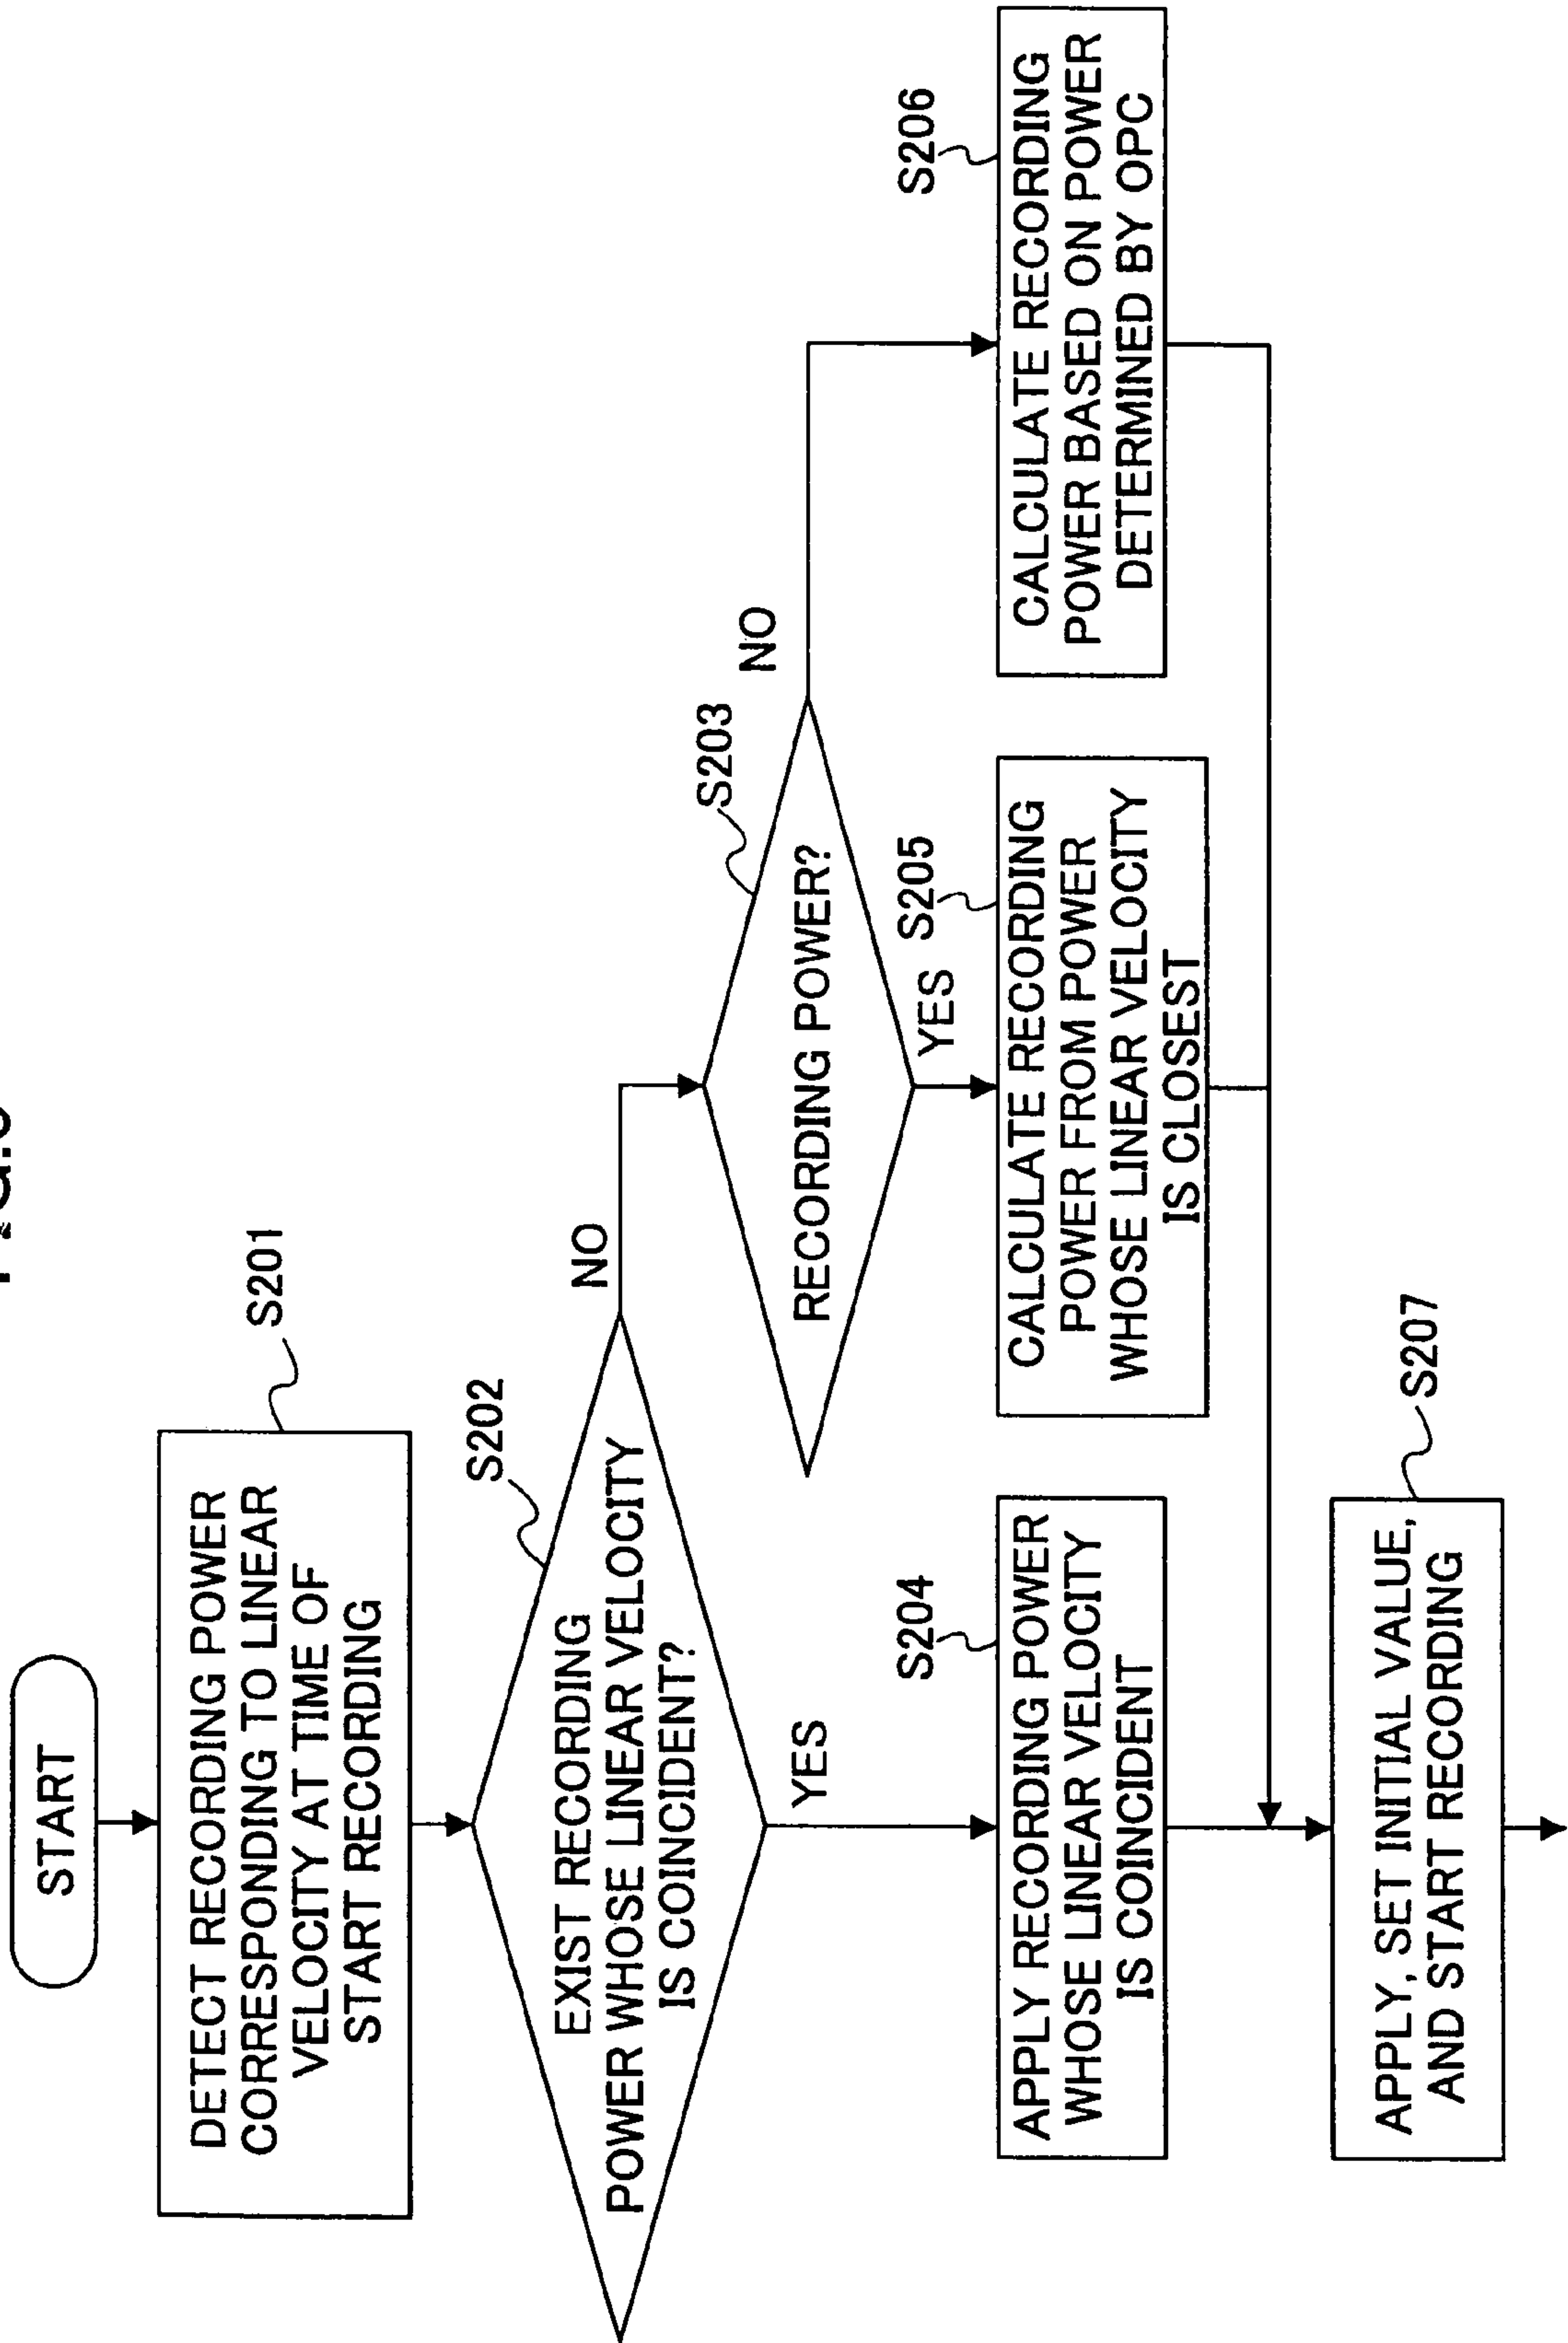 START
DETECT RECORDING POWER
CORRESPONDING TO LINEAR
VELOCITY AT TIME OF
START RECORDING
S201
EXIST RECORDING
POWER WHOSE LINEAR VELOCITY
IS COINCIDENT?
S202
NO
YES
RECORDING POWER?
S203
NO
YES
APPLY RECORDING POWER
WHOSE LINEAR VELOCITY
IS COINCIDENT
S204
CALCULATE RECORDING
POWER FROM POWER
WHOSE LINEAR VELOCITY
IS CLOSEST
S205
CALCULATE RECORDING
POWER BASED ON POWER
DETERMINED BY OPC
S206
APPLY, SET INITIAL VALUE,
AND START RECORDING
S207